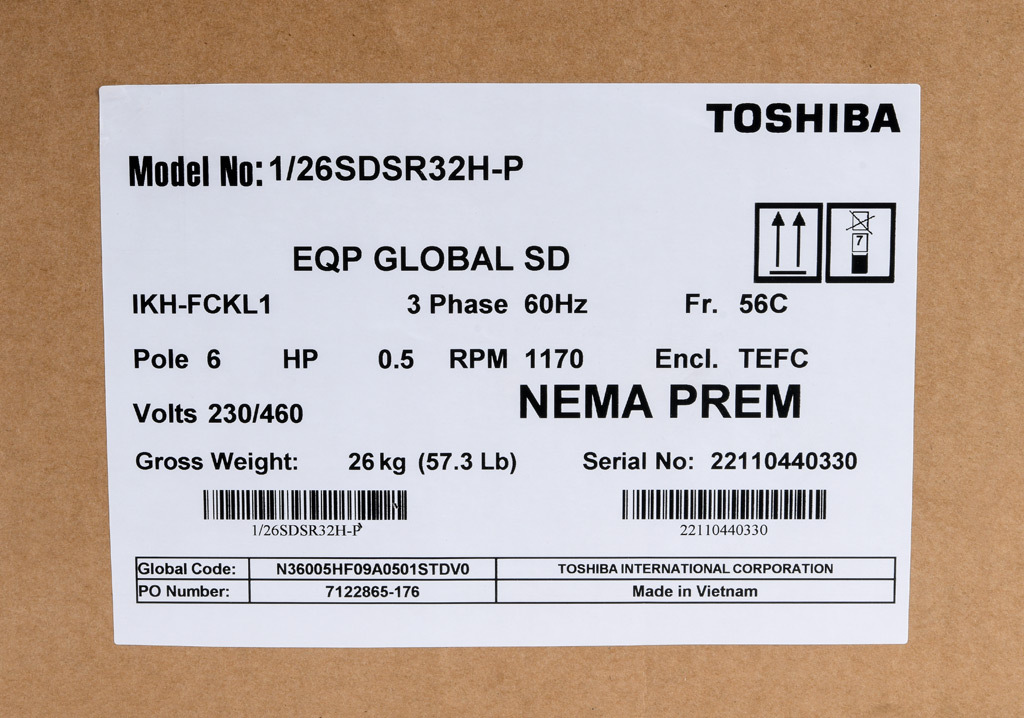 TOSHIBA
Model No: 1/26SDSR32H-P
EQP GLOBAL SD
7
IKH-FCKL1 3 Phase 60Hz Fr. 56C
Pole 6 HP 0.5 RPM 1170 Encl. TEFC
Volts 230/460 NEMA PREM
Gross Weight: 26 kg (57.3 Lb) Serial No: 22110440330
1/26SDSR32H-P 22110440330
Global Code: N36005HF09A0501STDV0 TOSHIBA INTERNATIONAL CORPORATION
PO Number: 7122865-176 Made in Vietnam